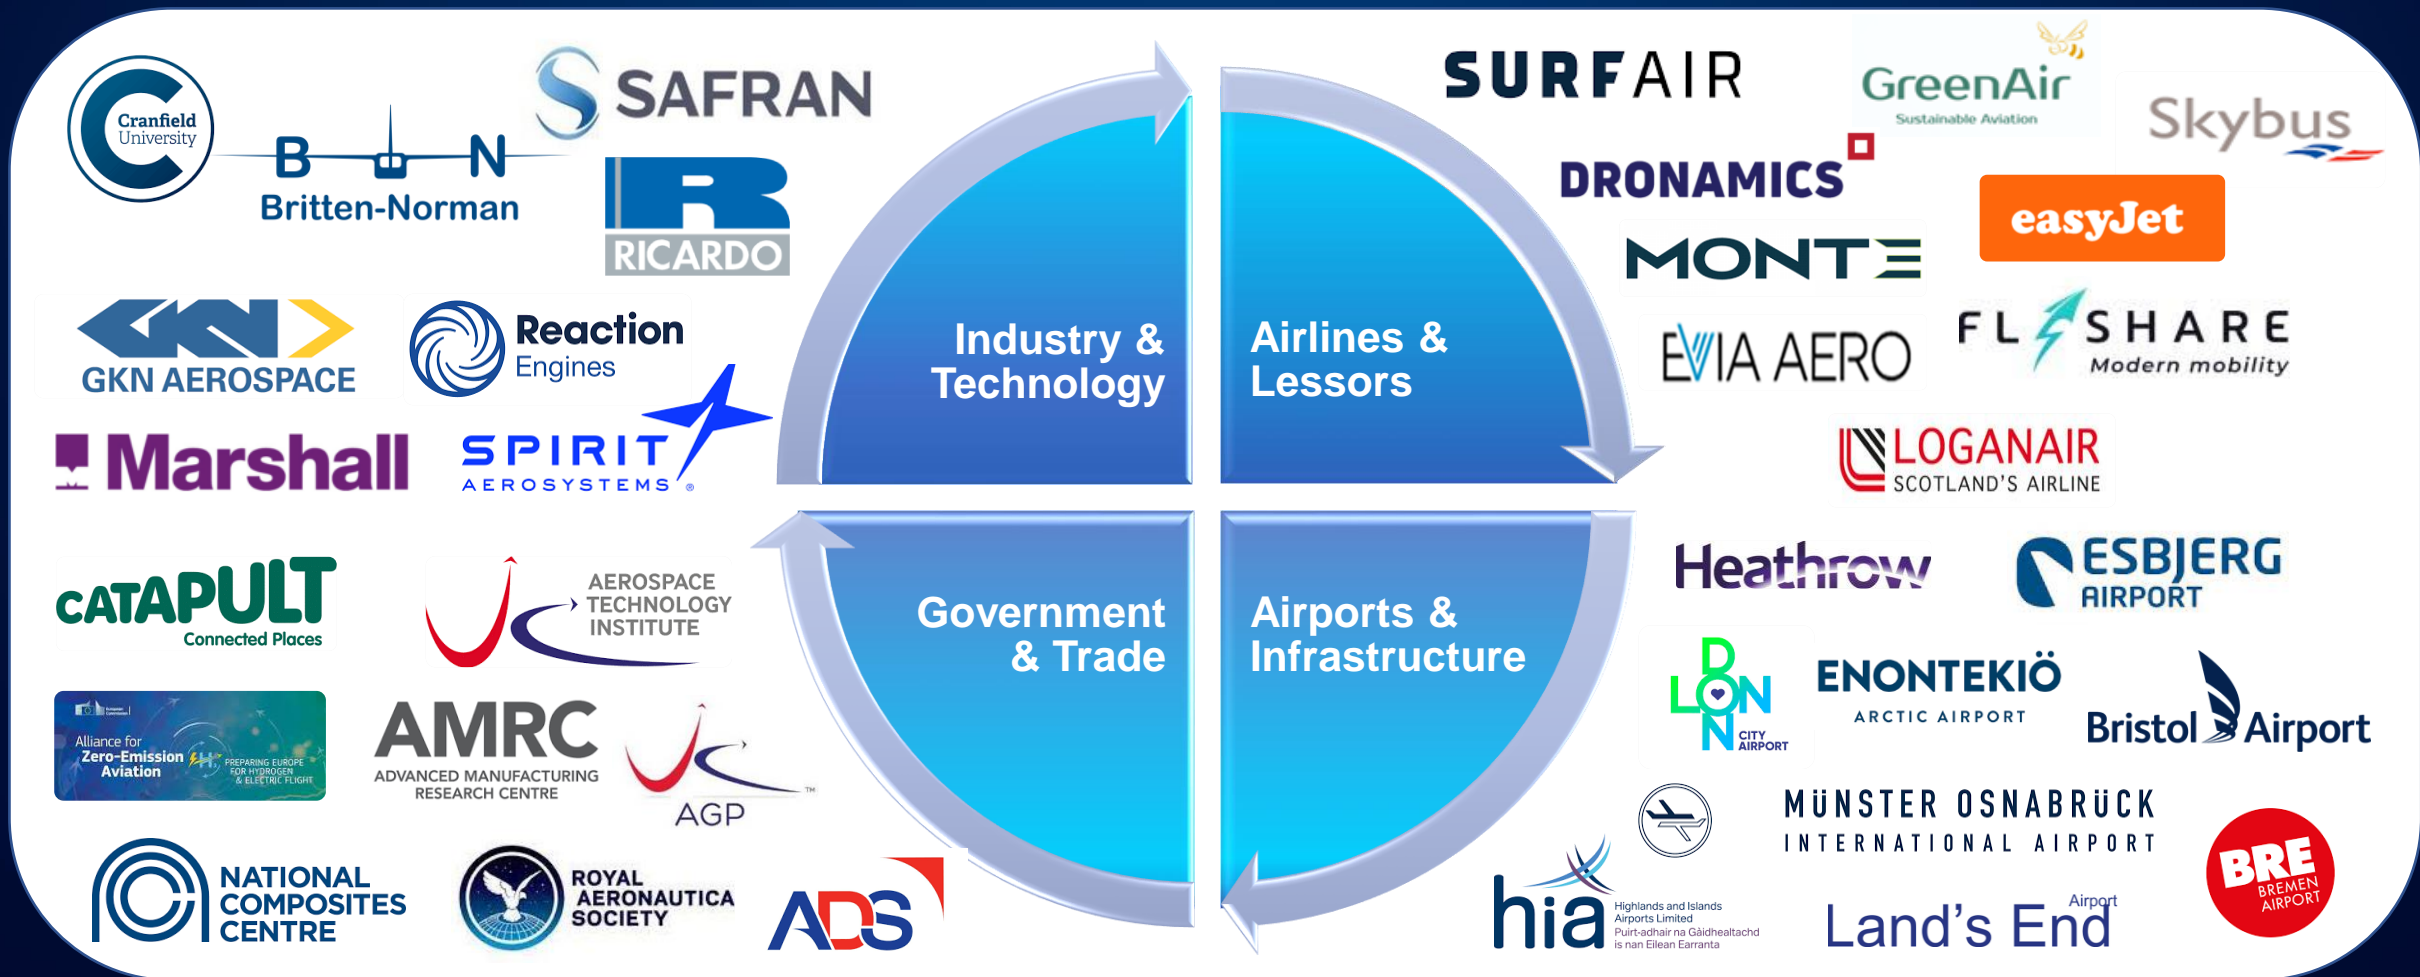 Cranfield
University
B N
Britten-Norman
SAFRAN
R
RICARDO
GKN
GKN AEROSPACE
Reaction
Engines
Marshall
SPIRIT
AEROSYSTEMS ®
Industry &
Technology
Airlines &
Lessors
SURFAIR
GreenAir
Sustainable Aviation
Skybus
DRONAMICS
easyJet
MONTE
EVIA AERO
FLYSHARE
Modern mobility
LOGANAIR
SCOTLAND'S AIRLINE
CATAPULT
Connected Places
AEROSPACE
TECHNOLOGY
INSTITUTE
European
Commission
Alliance for
Zero-Emission
Aviation
PREPARING EUROPE
FOR HYDROGEN
& ELECTRIC FLIGHT
AMRC
ADVANCED MANUFACTURING
RESEARCH CENTRE
TM
AGP
NATIONAL
COMPOSITES
CENTRE
ROYAL
AERONAUTICA
SOCIETY
ADS
Government
& Trade
Airports &
Infrastructure
Heathrow
ESBJERG
AIRPORT
LONDON
CITY
AIRPORT
ENONTEKIÖ
ARCTIC AIRPORT
Bristol Airport
MÜNSTER OSNABRÜCK
INTERNATIONAL AIRPORT
hia
Highlands and Islands
Airports Limited
Puirt-adhair na Gàidhealtachd
is nan Eilean Earranta
Airport
Land's End
BRE
BREMEN
AIRPORT